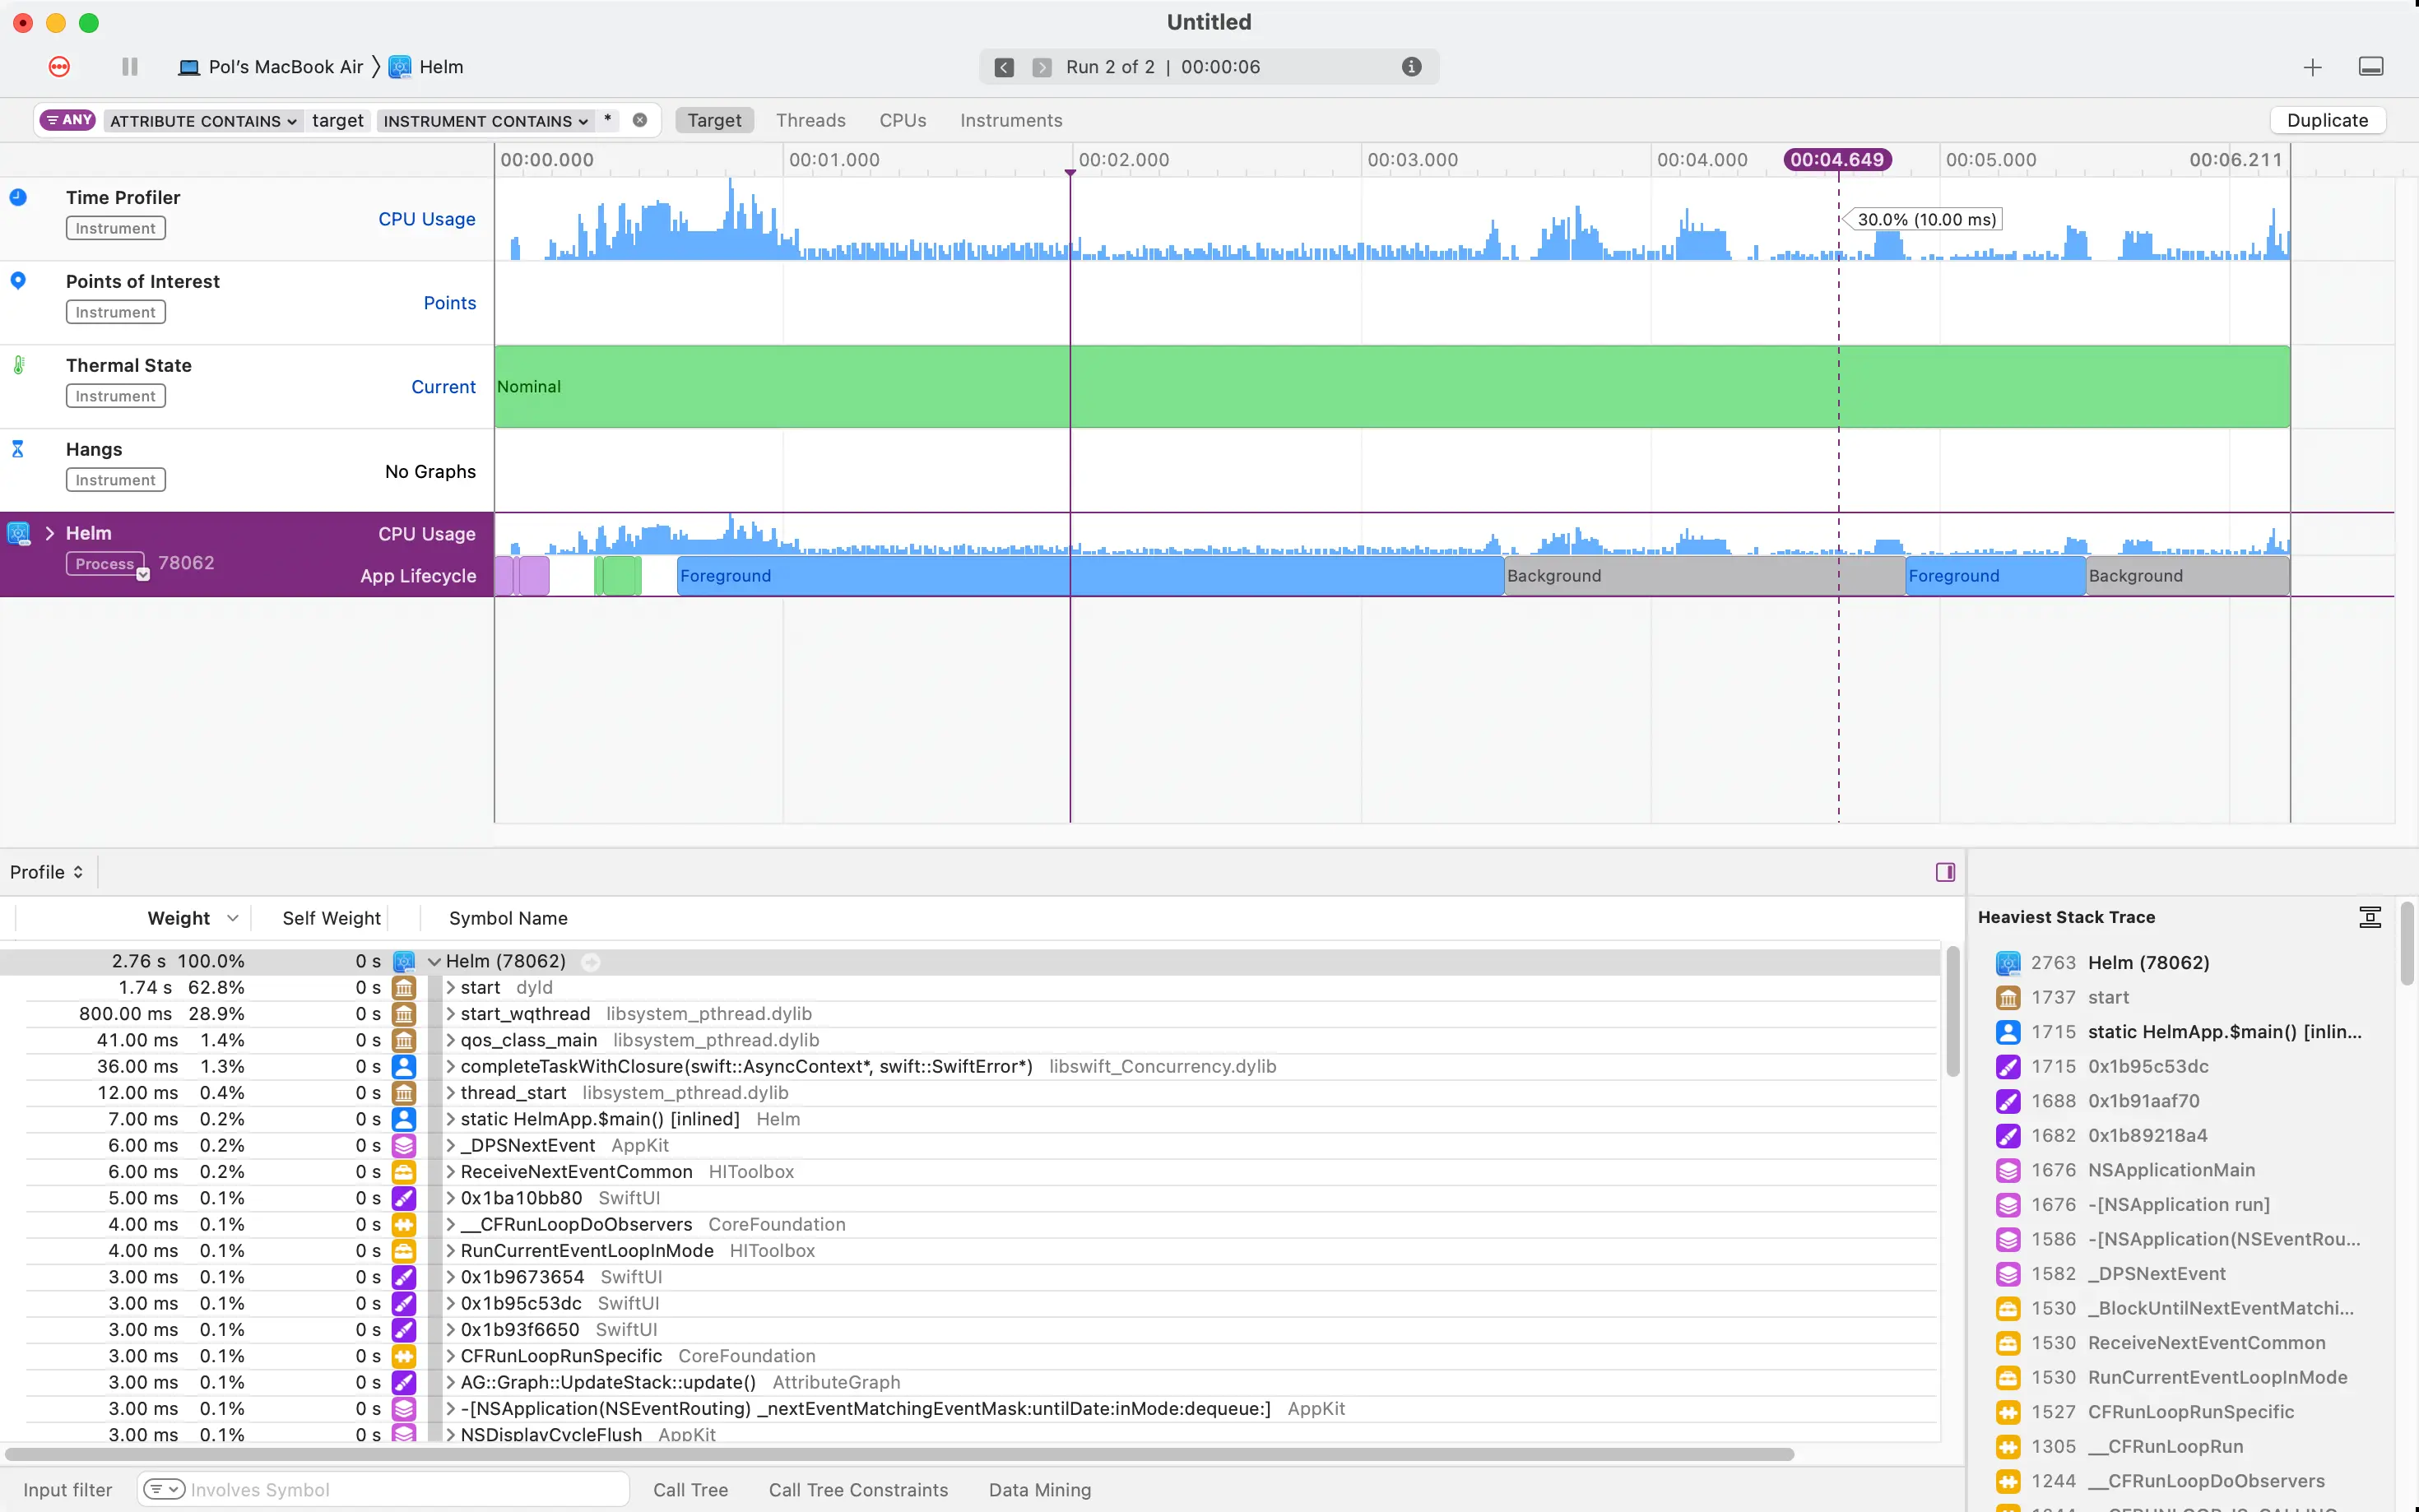 Untitled
Pol's MacBook Air 〉 Helm
Run 2 of 2 | 00:00:06
ANY ATTRIBUTE CONTAINS target INSTRUMENT CONTAINS *
Target Threads CPUs Instruments
Duplicate
00:00.000 00:01.000 00:02.000 00:03.000 00:04.000 00:04.649 00:05.000 00:06.211
Time Profiler
Instrument
CPU Usage
30.0% (10.00 ms)
Points of Interest
Instrument
Points
Thermal State
Instrument
Current
Nominal
Hangs
Instrument
No Graphs
Helm
CPU Usage
Process 78062
App Lifecycle
Foreground Background Foreground Background
Profile
Weight Self Weight Symbol Name
2.76 s 100.0% 0 s Helm (78062)
1.74 s 62.8% 0 s start dyld
800.00 ms 28.9% 0 s start_wqthread libsystem_pthread.dylib
41.00 ms 1.4% 0 s qos_class_main libsystem_pthread.dylib
36.00 ms 1.3% 0 s completeTaskWithClosure(swift::AsyncContext*, swift::SwiftError*) libswift_Concurrency.dylib
12.00 ms 0.4% 0 s thread_start libsystem_pthread.dylib
7.00 ms 0.2% 0 s static HelmApp.$main() [inlined] Helm
6.00 ms 0.2% 0 s _DPSNextEvent AppKit
6.00 ms 0.2% 0 s ReceiveNextEventCommon HIToolbox
5.00 ms 0.1% 0 s 0x1ba10bb80 SwiftUI
4.00 ms 0.1% 0 s __CFRunLoopDoObservers CoreFoundation
4.00 ms 0.1% 0 s RunCurrentEventLoopInMode HIToolbox
3.00 ms 0.1% 0 s 0x1b9673654 SwiftUI
3.00 ms 0.1% 0 s 0x1b95c53dc SwiftUI
3.00 ms 0.1% 0 s 0x1b93f6650 SwiftUI
3.00 ms 0.1% 0 s CFRunLoopRunSpecific CoreFoundation
3.00 ms 0.1% 0 s AG::Graph::UpdateStack::update() AttributeGraph
3.00 ms 0.1% 0 s -[NSApplication(NSEventRouting) _nextEventMatchingEventMask:untilDate:inMode:dequeue:] AppKit
3.00 ms 0.1% 0 s NSDisplayCycleFlush AppKit
Input filter Involves Symbol Call Tree Call Tree Constraints Data Mining
Heaviest Stack Trace
2763 Helm (78062)
1737 start
1715 static HelmApp.$main() [inlin...
1715 0x1b95c53dc
1688 0x1b91aaf70
1682 0x1b89218a4
1676 NSApplicationMain
1676 -[NSApplication run]
1586 -[NSApplication(NSEventRou...
1582 _DPSNextEvent
1530 _BlockUntilNextEventMatchi...
1530 ReceiveNextEventCommon
1530 RunCurrentEventLoopInMode
1527 CFRunLoopRunSpecific
1305 __CFRunLoopRun
1244 __CFRunLoopDoObservers